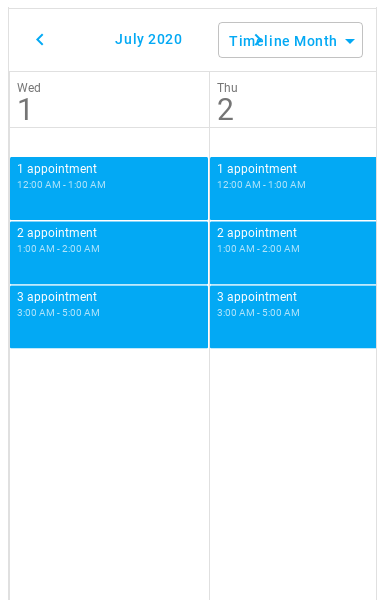 July 2020
Timeline Month
Wed
1
Thu
2
1 appointment
12:00 AM - 1:00 AM
1 appointment
12:00 AM - 1:00 AM
2 appointment
1:00 AM - 2:00 AM
2 appointment
1:00 AM - 2:00 AM
3 appointment
3:00 AM - 5:00 AM
3 appointment
3:00 AM - 5:00 AM